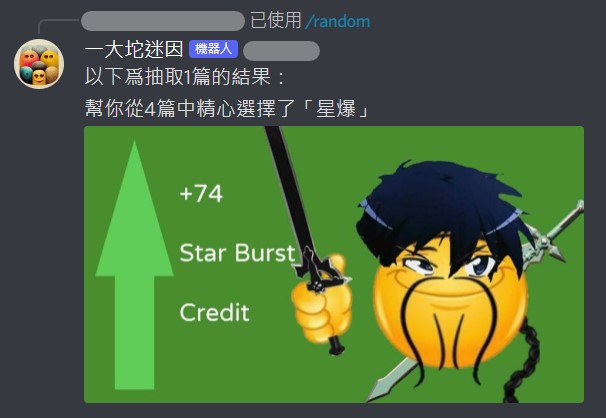 已使用 /random
一大坨迷因 機器人
以下爲抽取1篇的結果：
幫你從4篇中精心選擇了「星爆」
+74
Star Burst
Credit